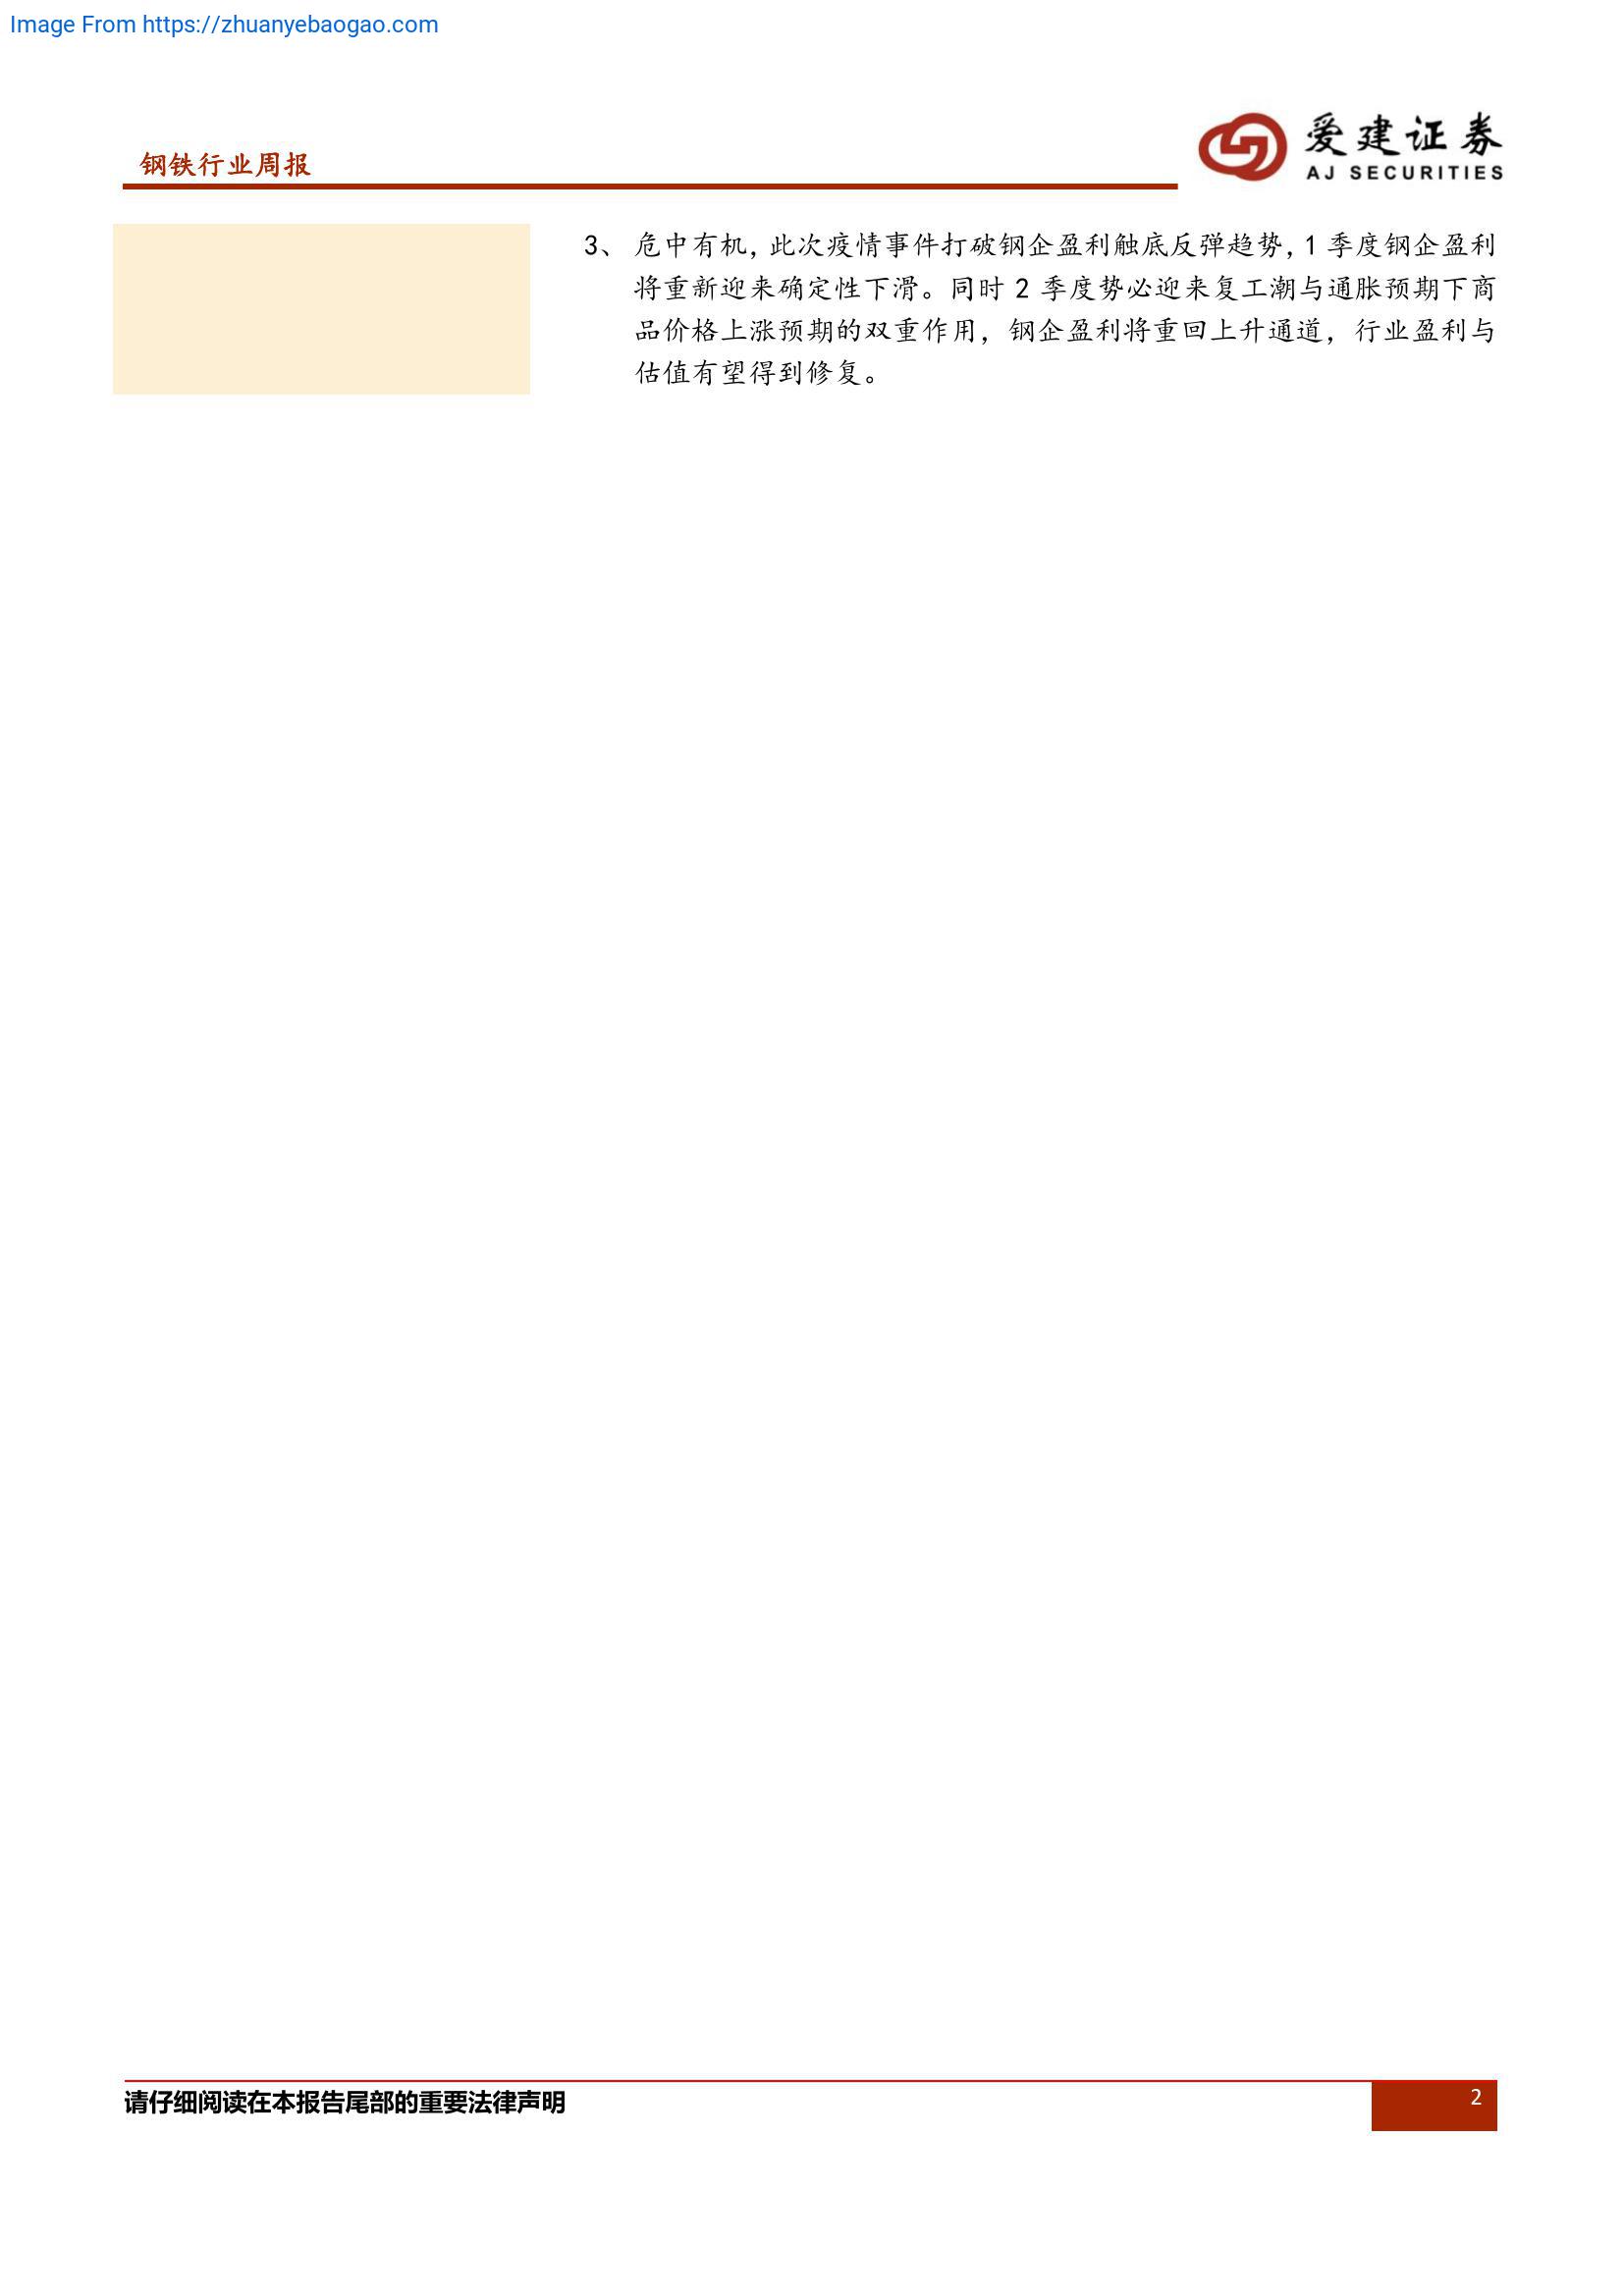 Image From https://zhuanyebaogao.com
钢铁行业周报
爱建证券
AJ SECURITIES
3、 危中有机,此次疫情事件打破钢企盈利触底反弹趋势,1 季度钢企盈利
将重新迎来确定性下滑。同时 2 季度势必迎来复工潮与通胀预期下商
品价格上涨预期的双重作用，钢企盈利将重回上升通道，行业盈利与
估值有望得到修复。
请仔细阅读在本报告尾部的重要法律声明
2